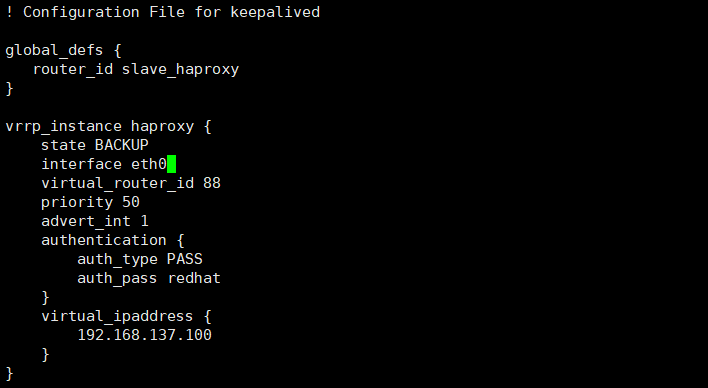 ! Configuration File for keepalived
global_defs {
   router_id slave_haproxy
}
vrrp_instance haproxy {
    state BACKUP
    interface eth0
    virtual_router_id 88
    priority 50
    advert_int 1
    authentication {
        auth_type PASS
        auth_pass redhat
    }
    virtual_ipaddress {
        192.168.137.100
    }
}